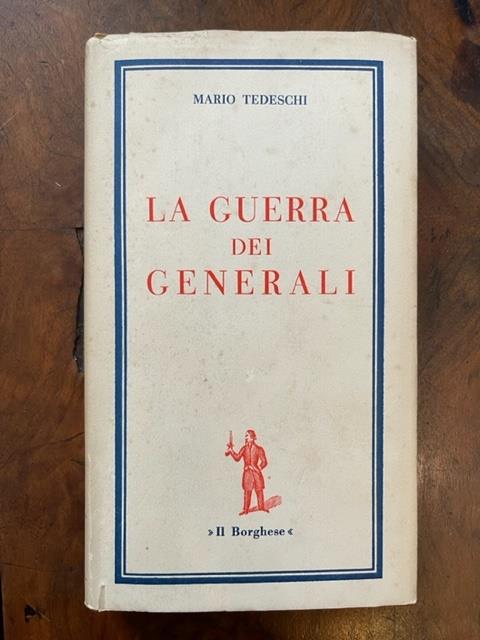 MARIO TEDESCHI
LA GUERRA
DEI
GENERALI
»Il Borghese«